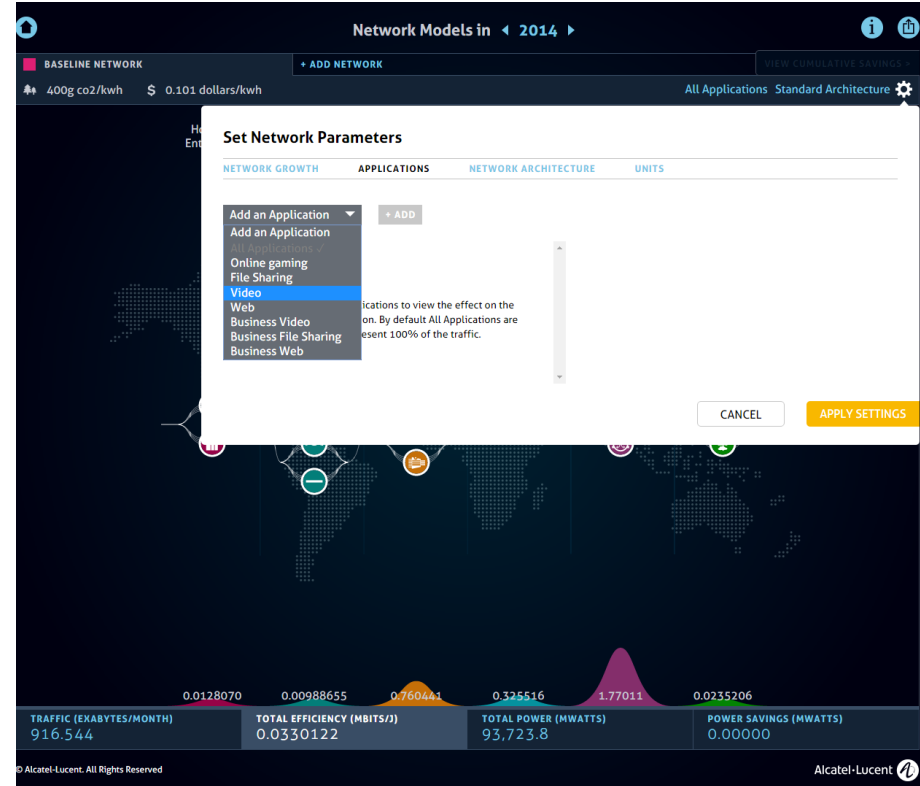 Network Models in 2014
BASELINE NETWORK
+ ADD NETWORK
VIEW CUMULATIVE SAVINGS +
400g co2/kwh
$ 0.101 dollars/kwh
All Applications Standard Architecture
Set Network Parameters
NETWORK GROWTH
APPLICATIONS
NETWORK ARCHITECTURE
UNITS
Add an Application
+ ADD
Add an Application
All Applications ✓
Online gaming
File Sharing
Video
Web
Business Video
Business File Sharing
Business Web
ications to view the effect on the
on. By default All Applications are
esent 100% of the traffic.
CANCEL
APPLY SETTINGS
0.0128070
0.00988655
0.760441
0.325516
1.77011
0.0235206
TRAFFIC (EXABYTES/MONTH)
916.544
TOTAL EFFICIENCY (MBITS/J)
0.0330122
TOTAL POWER (MWATTS)
93,723.8
POWER SAVINGS (MWATTS)
0.00000
© Alcatel-Lucent. All Rights Reserved
Alcatel·Lucent